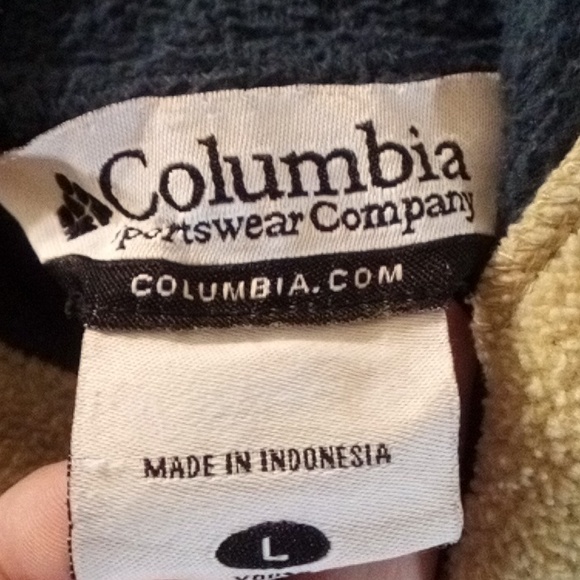 Columbia
Sportswear Company
COLUMBIA.COM
MADE IN INDONESIA
L